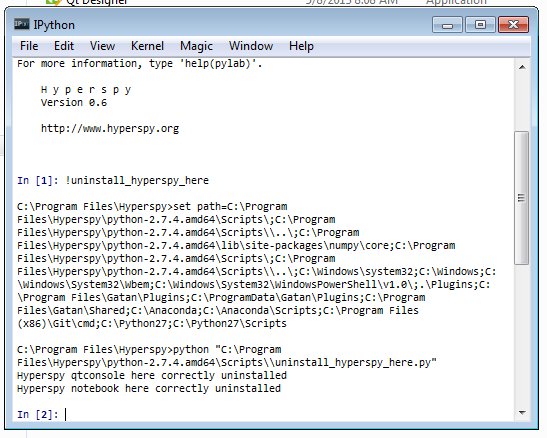 Qt Designer 5/8/2013 8:08 AM Application
IP[y] IPython
File Edit View Kernel Magic Window Help
For more information, type 'help(pylab)'.
H y p e r s p y
Version 0.6
http://www.hyperspy.org
In [1]: !uninstall_hyperspy_here
C:\Program Files\Hyperspy>set path=C:\Program
Files\Hyperspy\python-2.7.4.amd64\Scripts\;C:\Program
Files\Hyperspy\python-2.7.4.amd64\Scripts\\..\;C:\Program
Files\Hyperspy\python-2.7.4.amd64\lib\site-packages\numpy\core;C:\Program
Files\Hyperspy\python-2.7.4.amd64\Scripts\;C:\Program
Files\Hyperspy\python-2.7.4.amd64\Scripts\\..\;C:\Windows\system32;C:\Windows;C:
\Windows\System32\Wbem;C:\Windows\System32\WindowsPowerShell\v1.0\;.\Plugins;C:
\Program Files\Gatan\Plugins;C:\ProgramData\Gatan\Plugins;C:\Program
Files\Gatan\Shared;C:\Anaconda;C:\Anaconda\Scripts;C:\Program Files
(x86)\Git\cmd;C:\Python27;C:\Python27\Scripts
C:\Program Files\Hyperspy>python "C:\Program
Files\Hyperspy\python-2.7.4.amd64\Scripts\\uninstall_hyperspy_here.py"
Hyperspy qtconsole here correctly uninstalled
Hyperspy notebook here correctly uninstalled
In [2]: